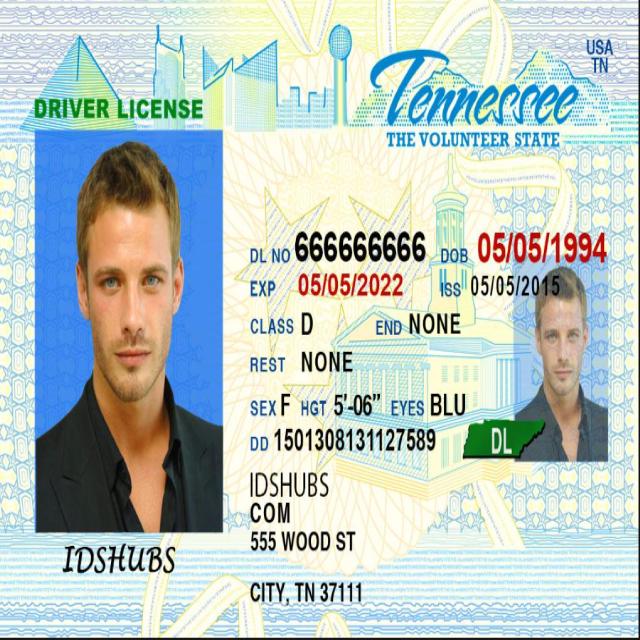 USA
TN
Tennessee
THE VOLUNTEER STATE
DRIVER LICENSE
DL NO 666666666 DOB 05/05/1994
EXP 05/05/2022 ISS 05/05/2015
CLASS D END NONE
REST NONE
SEX F HGT 5'-06" EYES BLU
DD 1501308131127589
DL
IDSHUBS
COM
555 WOOD ST
CITY, TN 37111
IDSHUBS